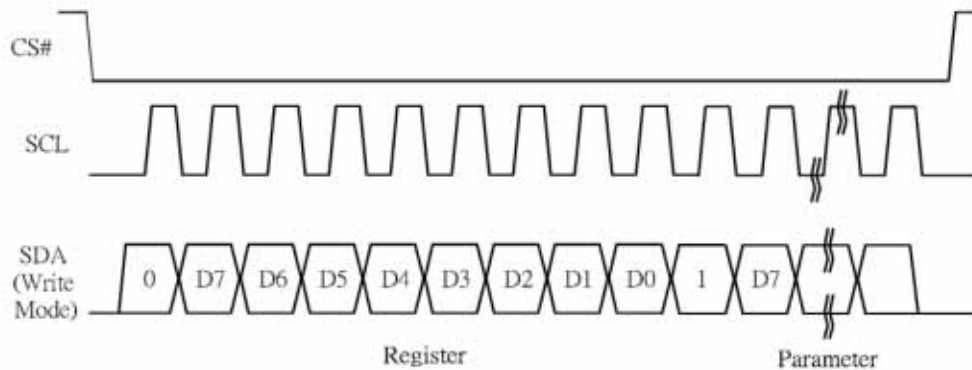 CS#
SCL
SDA
(Write
Mode)
0 D7 D6 D5 D4 D3 D2 D1 D0 1 D7
Register Parameter